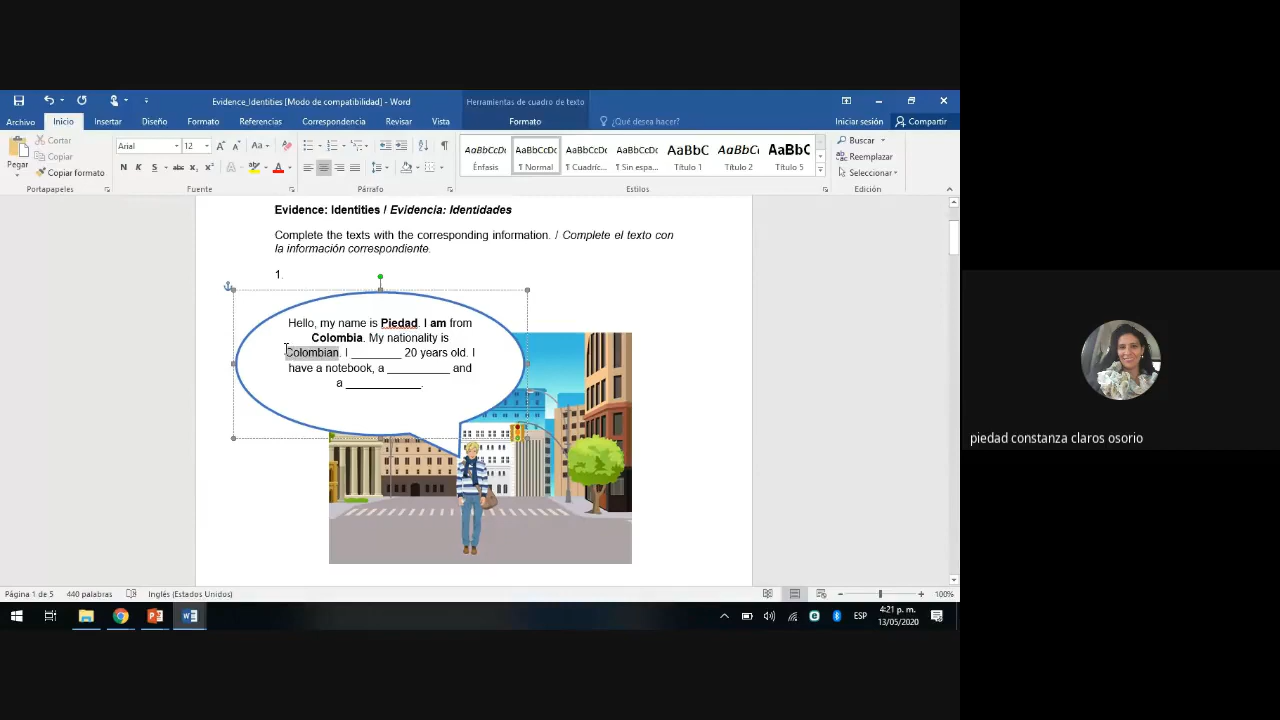 Evidence_Identities [Modo de compatibilidad] - Word
Herramientas de cuadro de texto
Archivo Inicio Insertar Diseño Formato Referencias Correspondencia Revisar Vista Formato ¿Qué desea hacer? Iniciar sesión Compartir
Pegar
Cortar
Copiar
Copiar formato
Portapapeles
Arial 12
N K S abc x₂ x²
Fuente
Párrafo
AaBbCcDc AaBbCcDc AaBbCcDc AaBbCcDc AaBbC AaBbC AaBbC
Énfasis ¶ Normal ¶ Cuadríc... ¶ Sin espa... Título 1 Título 2 Título 5
Estilos
Buscar
Reemplazar
Seleccionar
Edición
Evidence: Identities / Evidencia: Identidades
Complete the texts with the corresponding information. / Complete el texto con
la información correspondiente.
1.
Hello, my name is Piedad. I am from
Colombia. My nationality is
Colombian. I ________ 20 years old. I
have a notebook, a __________ and
a ____________.
Página 1 de 5 440 palabras Inglés (Estados Unidos) 100%
ESP
4:21 p. m.
13/05/2020
piedad constanza claros osorio